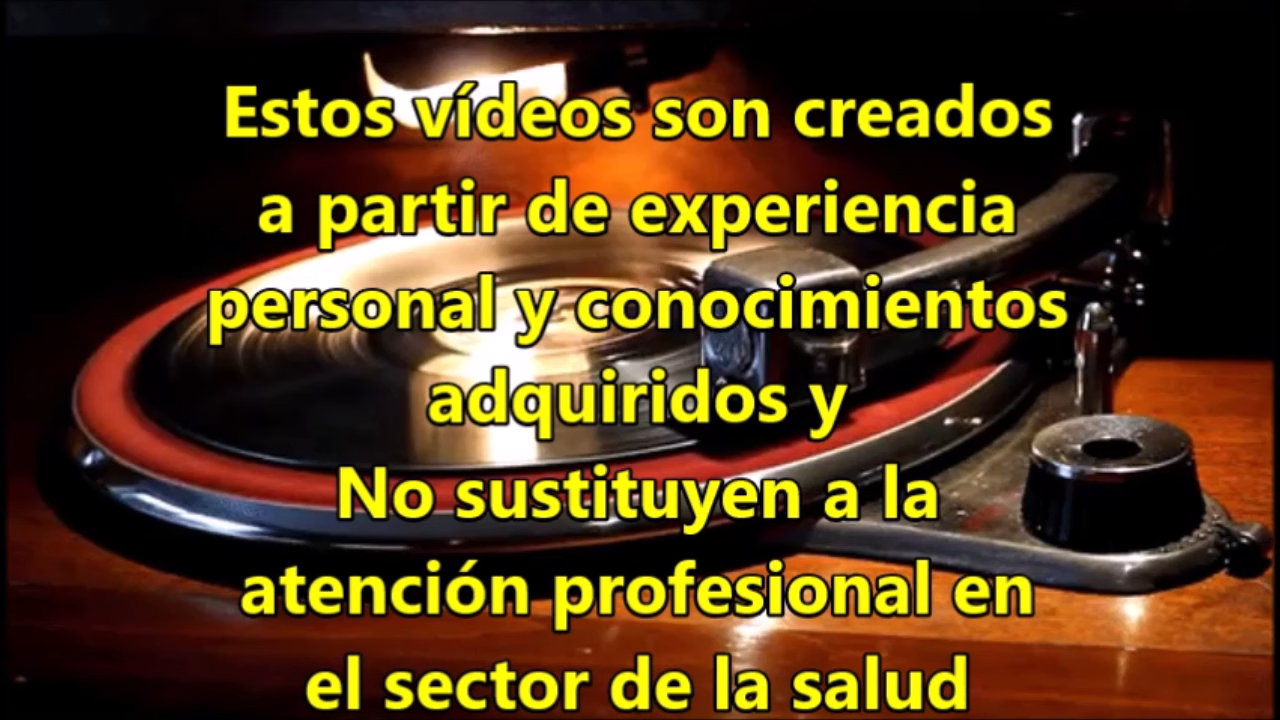 Estos vídeos son creados
a partir de experiencia
personal y conocimientos
adquiridos y
No sustituyen a la
atención profesional en
el sector de la salud